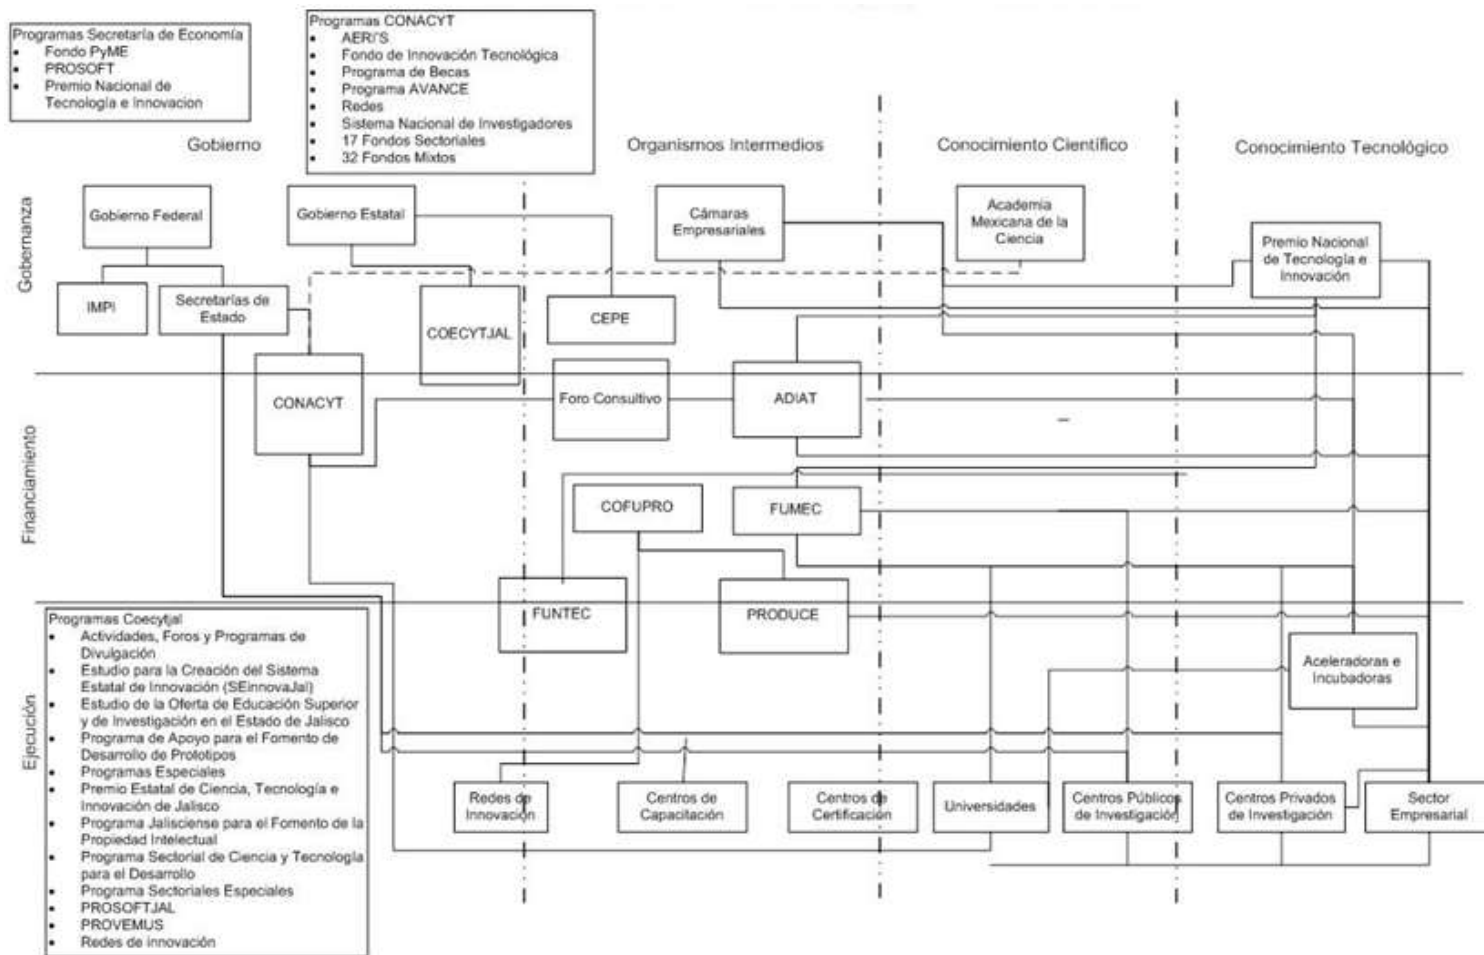 Programas Secretaría de Economía
• Fondo PyME
• PROSOFT
• Premio Nacional de
Tecnología e Innovacion
Programas CONACYT
• AERI'S
• Fondo de Innovación Tecnológica
• Programa de Becas
• Programa AVANCE
• Redes
• Sistema Nacional de Investigadores
• 17 Fondos Sectoriales
• 32 Fondos Mixtos
Gobierno
Organismos Intermedios
Conocimiento Científico
Conocimiento Tecnológico
Gobernanza
Gobierno Federal
Gobierno Estatal
Cámaras
Empresariales
Academia
Mexicana de la
Ciencia
Premio Nacional
de Tecnología e
Innovación
IMPI
Secretarías de
Estado
COECYTJAL
CEPE
Financiamiento
CONACYT
Foro Consultivo
ADIAT
COFUPRO
FUMEC
FUNTEC
PRODUCE
Ejecución
Programas Coecytjal
• Actividades, Foros y Programas de
Divulgación
• Estudio para la Creación del Sistema
Estatal de Innovación (SEinnovaJal)
• Estudio de la Oferta de Educación Superior
y de Investigación en el Estado de Jalisco
• Programa de Apoyo para el Fomento de
Desarrollo de Prototipos
• Programas Especiales
• Premio Estatal de Ciencia, Tecnología e
Innovación de Jalisco
• Programa Jalisciense para el Fomento de la
Propiedad Intelectual
• Programa Sectorial de Ciencia y Tecnología
para el Desarrollo
• Programa Sectoriales Especiales
• PROSOFTJAL
• PROVEMUS
• Redes de innovación
Aceleradoras e
Incubadoras
Redes de
Innovación
Centros de
Capacitación
Centros de
Certificación
Universidades
Centros Públicos
de Investigación
Centros Privados
de Investigación
Sector
Empresarial